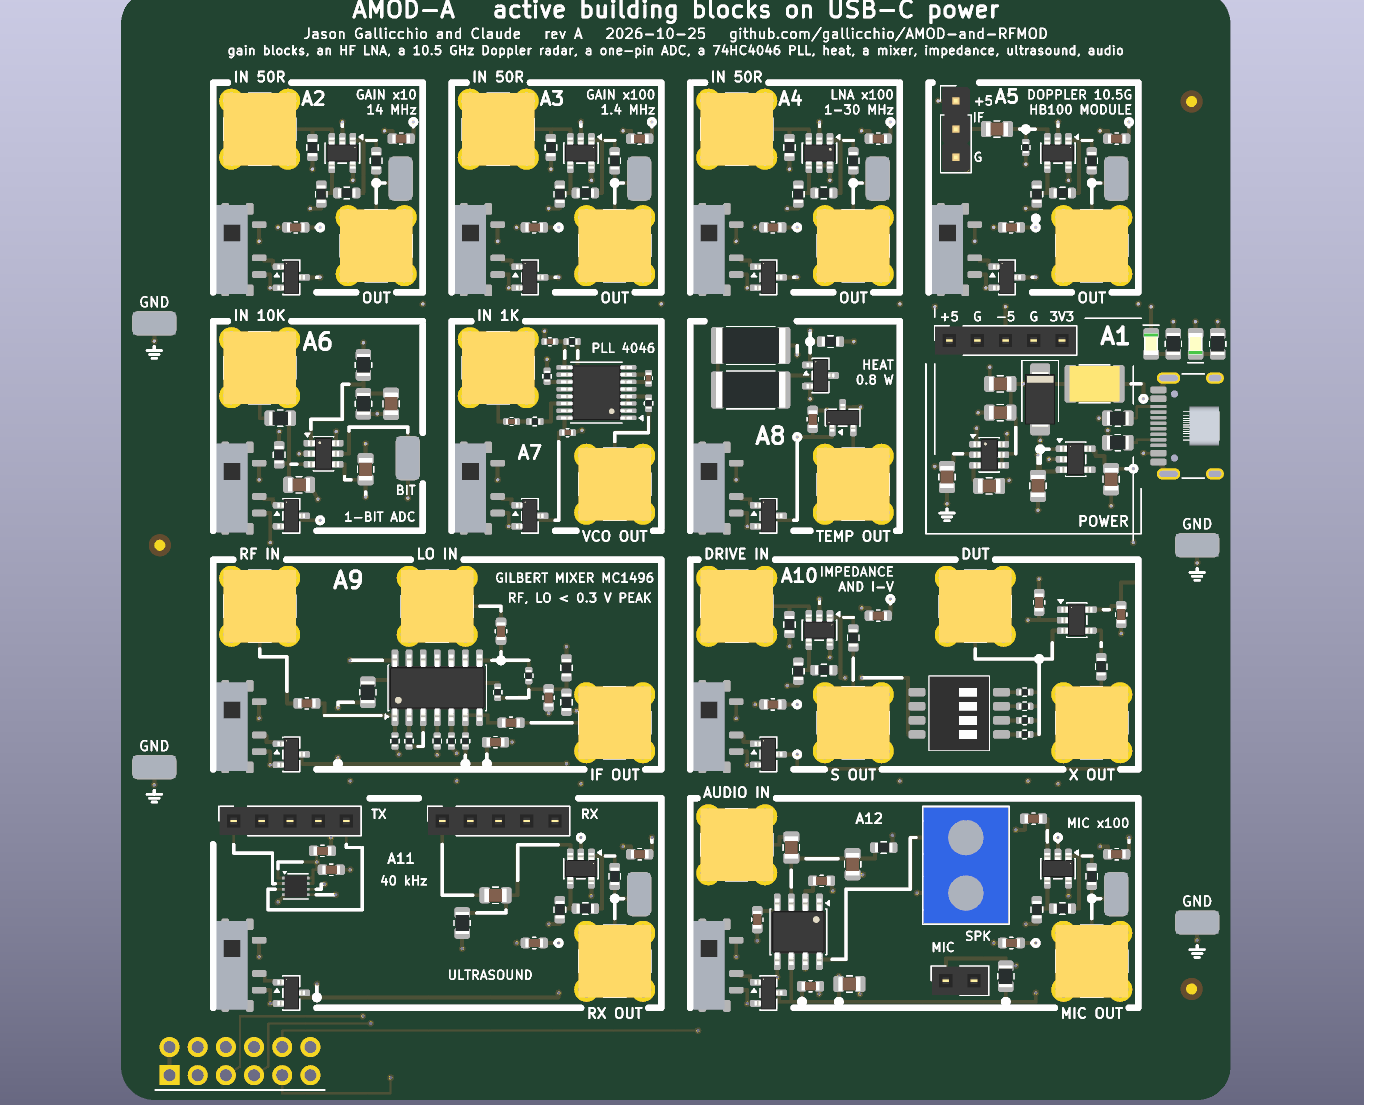 AMOD-A active building blocks on USB-C power
Jason Gallicchio and Claude rev A 2026-10-25 github.com/gallicchio/AMOD-and-RFMOD
gain blocks, an HF LNA, a 10.5 GHz Doppler radar, a one-pin ADC, a 74HC4046 PLL, heat, a mixer, impedance, ultrasound, audio
IN 50R
A2
GAIN x10
14 MHz
OUT
IN 50R
A3
GAIN x100
1.4 MHz
OUT
IN 50R
A4
LNA x100
1-30 MHz
OUT
+5
IF
G
A5
DOPPLER 10.5G
HB100 MODULE
OUT
GND
IN 10K
A6
BIT
1-BIT ADC
IN 1K
PLL 4046
A7
VCO OUT
HEAT
0.8 W
A8
TEMP OUT
+5 G -5 G 3V3
A1
POWER
GND
RF IN
LO IN
A9
GILBERT MIXER MC1496
RF, LO < 0.3 V PEAK
IF OUT
DRIVE IN
DUT
A10
IMPEDANCE
AND I-V
S OUT
X OUT
GND
TX
RX
A11
40 kHz
ULTRASOUND
RX OUT
AUDIO IN
A12
MIC x100
SPK
MIC
MIC OUT
GND